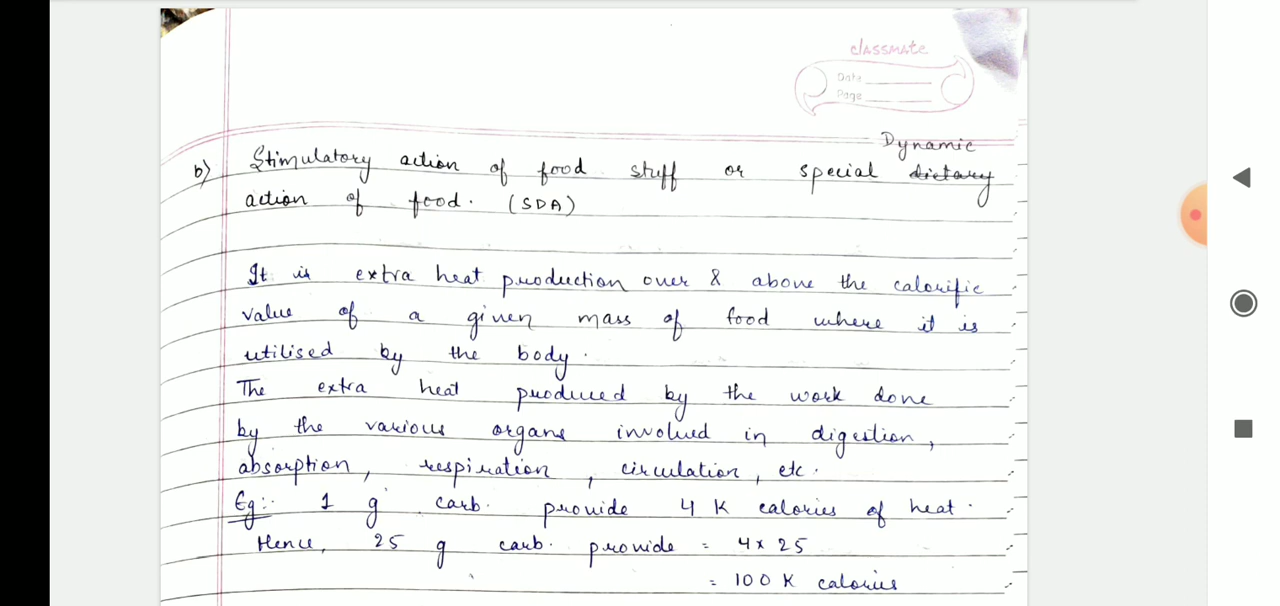 classmate
Date
Page
Dynamic
b) Stimulatory action of food stuff or special dietary
action of food. (SDA)
It is extra heat production over & above the calorific
value of a given mass of food where it is
utilised by the body.
The extra heat produced by the work done
by the various organs involved in digestion,
absorption, respiration, circulation, etc.
Eg:- 1 g carb. provide 4 K calories of heat.
Hence, 25 g carb. provide = 4x 25
= 100 K calories